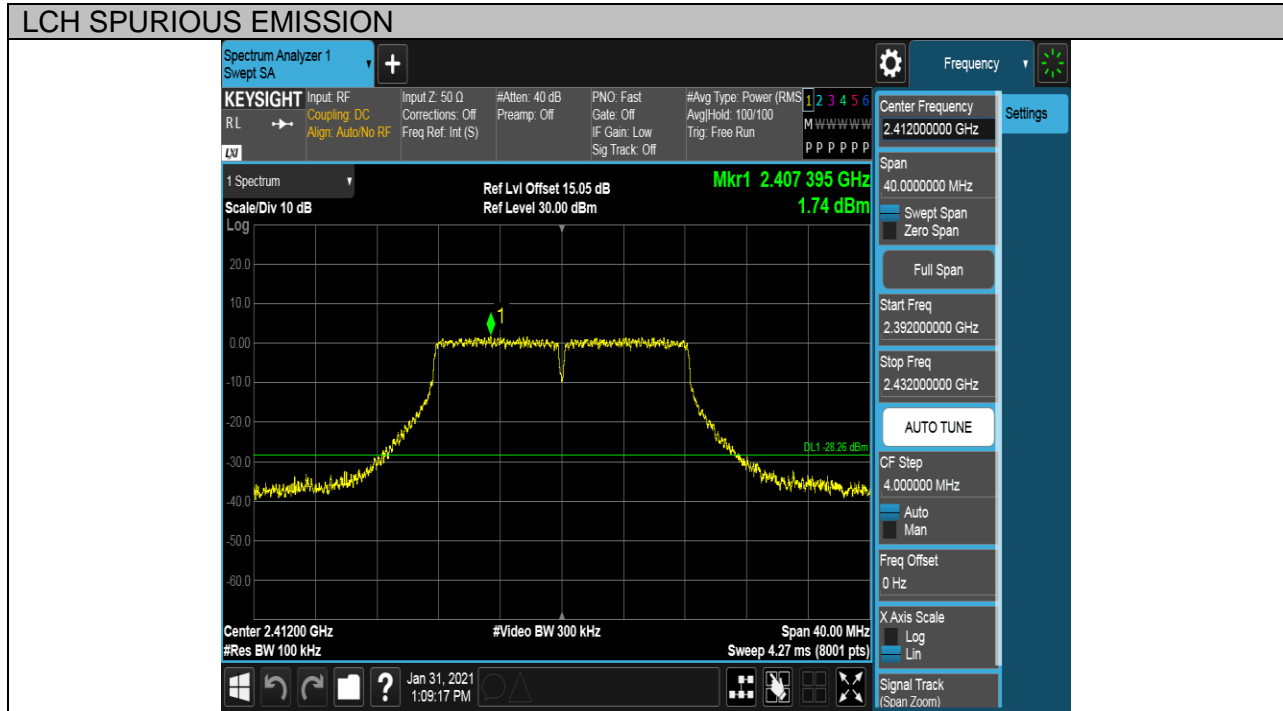 LCH SPURIOUS EMISSION
Spectrum Analyzer 1
Swept SA
+
Frequency
KEYSIGHT
RL
LXI
Input: RF
Coupling: DC
Align: Auto/No RF
Input Z: 50 Ω
Corrections: Off
Freq Ref: Int (S)
#Atten: 40 dB
Preamp: Off
PNO: Fast
Gate: Off
IF Gain: Low
Sig Track: Off
#Avg Type: Power (RMS
Avg|Hold: 100/100
Trig: Free Run
1 2 3 4 5 6
M W W W W W
P P P P P P
1 Spectrum
Scale/Div 10 dB
Ref Lvl Offset 15.05 dB
Ref Level 30.00 dBm
Mkr1 2.407 395 GHz
1.74 dBm
Log
20.0
10.0
0.00
-10.0
-20.0
-30.0
-40.0
-50.0
-60.0
1
DL1 -28.26 dBm
Center 2.41200 GHz
#Res BW 100 kHz
#Video BW 300 kHz
Span 40.00 MHz
Sweep 4.27 ms (8001 pts)
?
Jan 31, 2021
1:09:17 PM
Center Frequency
2.412000000 GHz
Settings
Span
40.0000000 MHz
Swept Span
Zero Span
Full Span
Start Freq
2.392000000 GHz
Stop Freq
2.432000000 GHz
AUTO TUNE
CF Step
4.000000 MHz
Auto
Man
Freq Offset
0 Hz
X Axis Scale
Log
Lin
Signal Track
(Span Zoom)